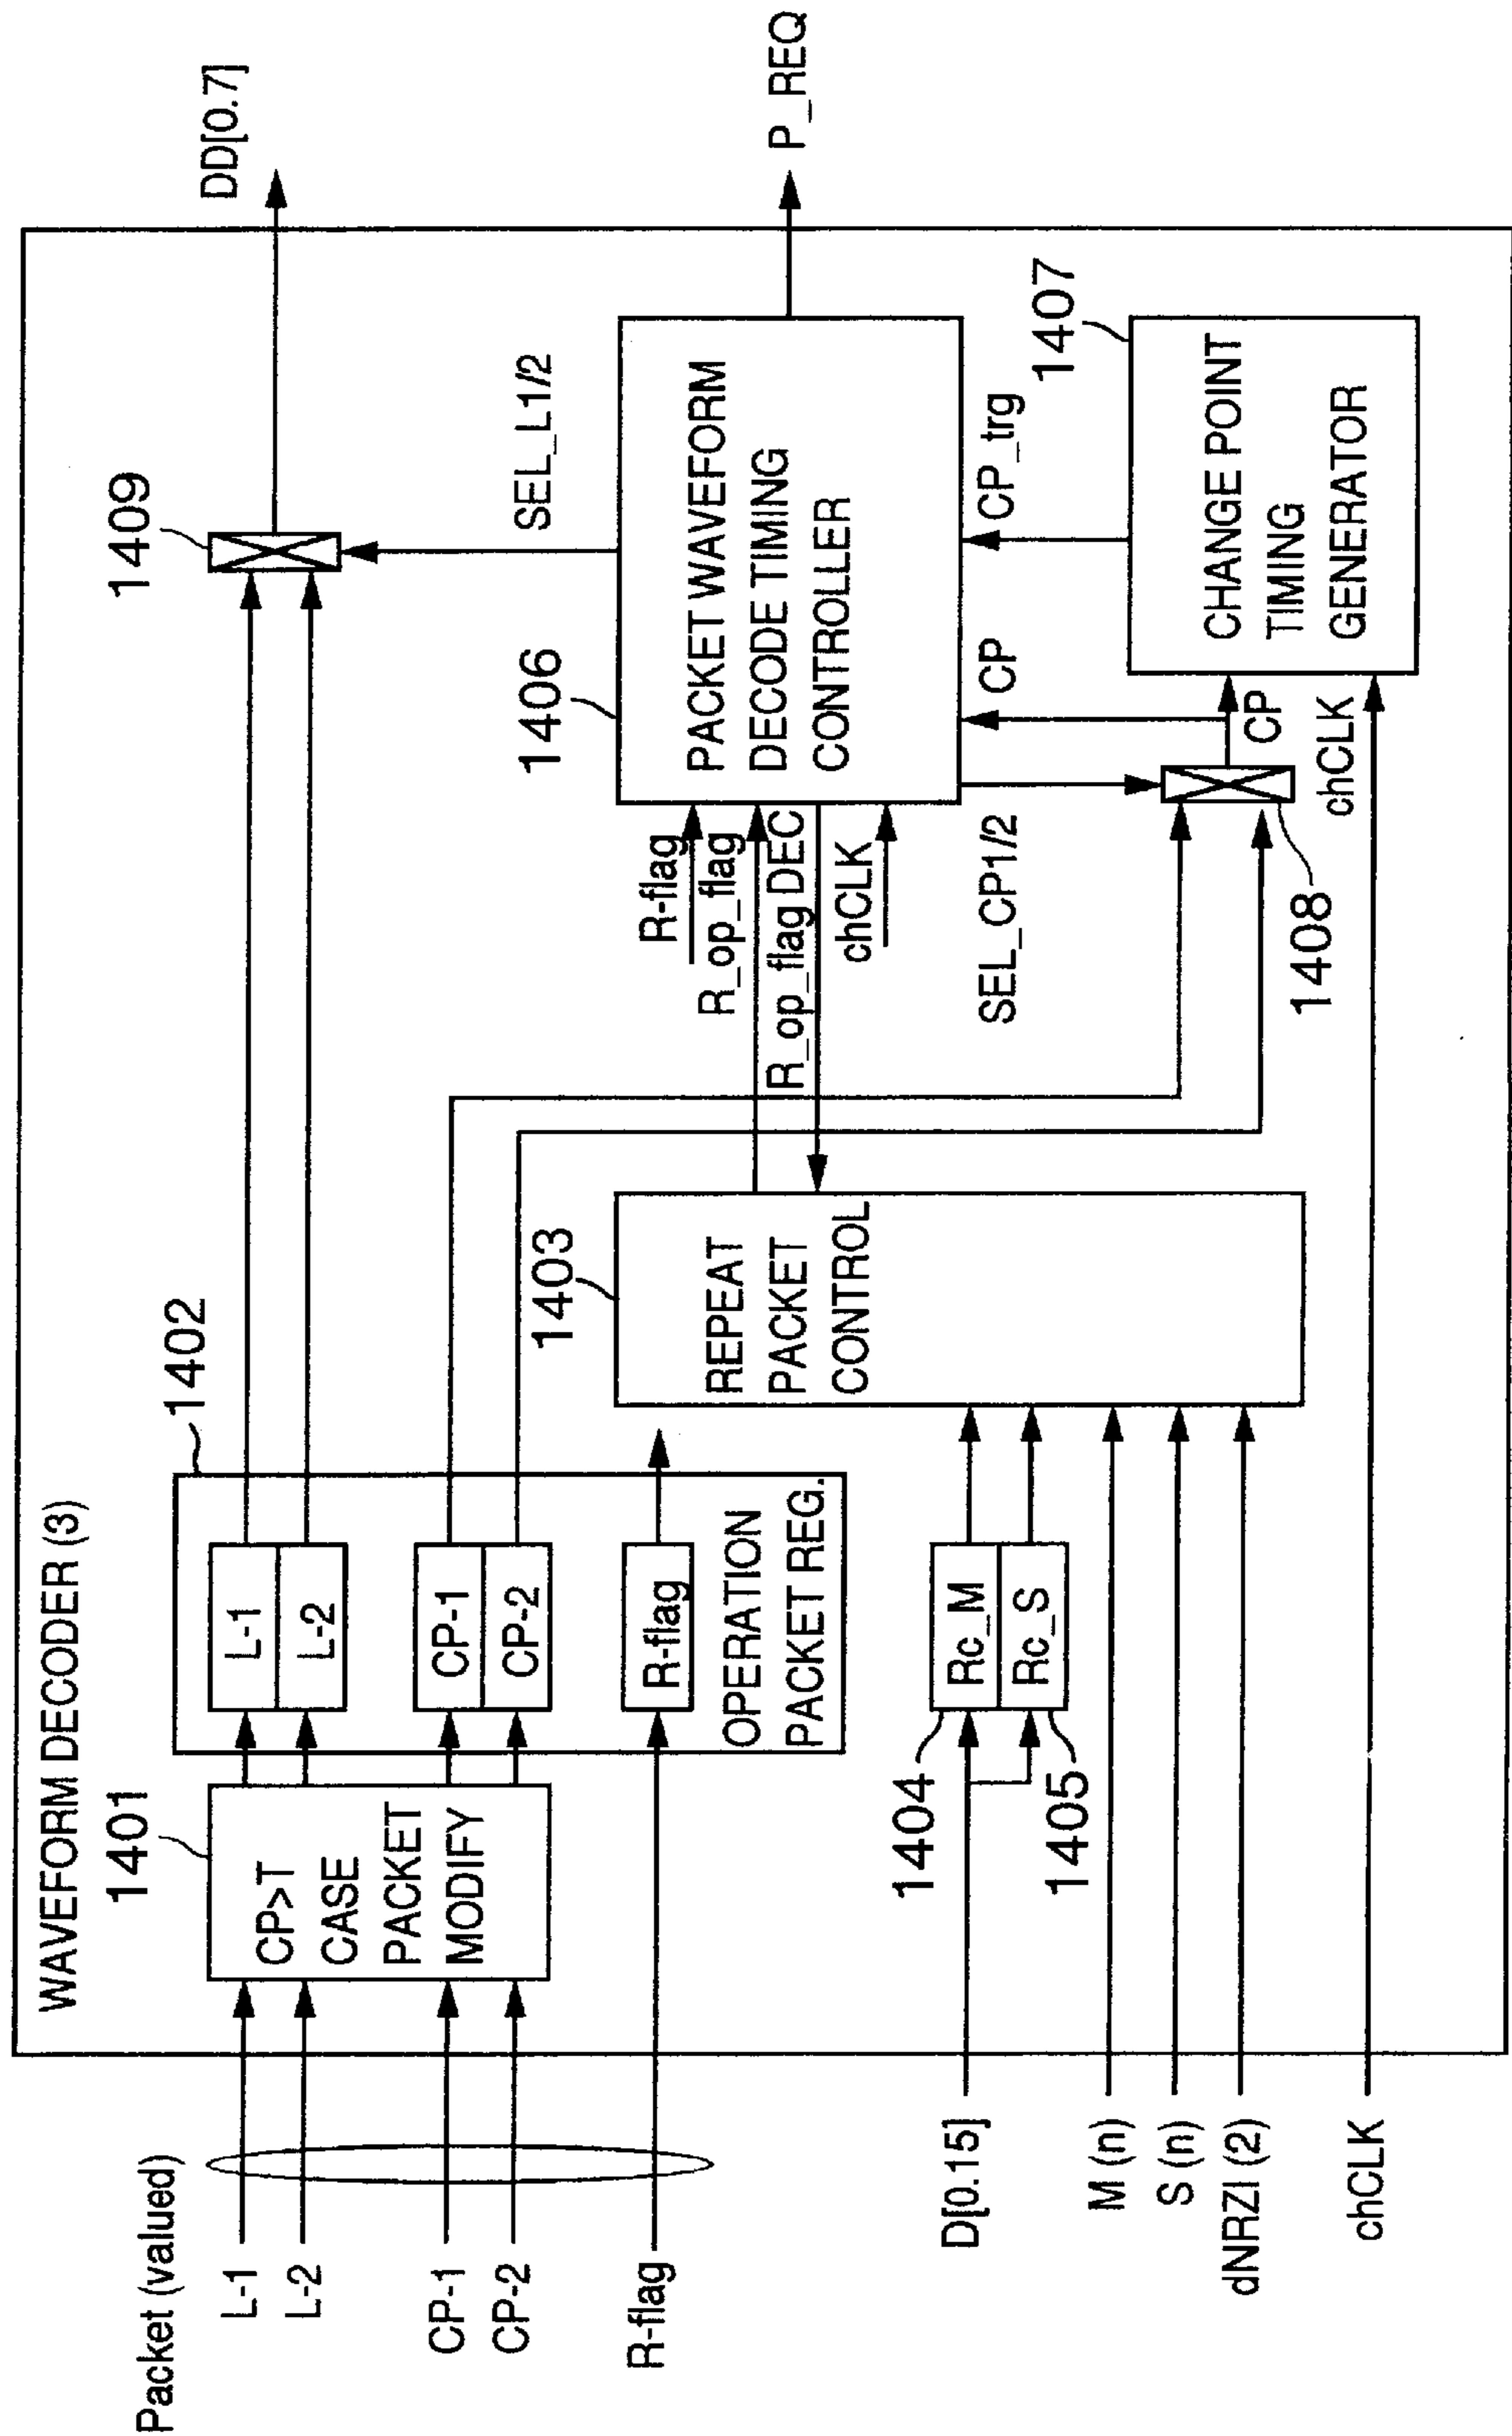 WAVEFORM DECODER (3)
Packet (valued)
L-1
L-2
CP-1
CP-2
R-flag
1401
CP>T
CASE
PACKET
MODIFY
1402
L-1
L-2
CP-1
CP-2
R-flag
OPERATION
PACKET REG.
D[0.15]
M (n)
S (n)
dNRZI (2)
chCLK
1404
1405
Rc_M
Rc_S
1403
REPEAT
PACKET
CONTROL
R-flag
R_op_flag
R_op_flag DEC
chCLK
SEL_CP1/2
1406
PACKET WAVEFORM
DECODE TIMING
CONTROLLER
SEL_L1/2
1409
DD[0.7]
P_REQ
CP
CP_trg
1408
CP
chCLK
1407
CHANGE POINT
TIMING
GENERATOR